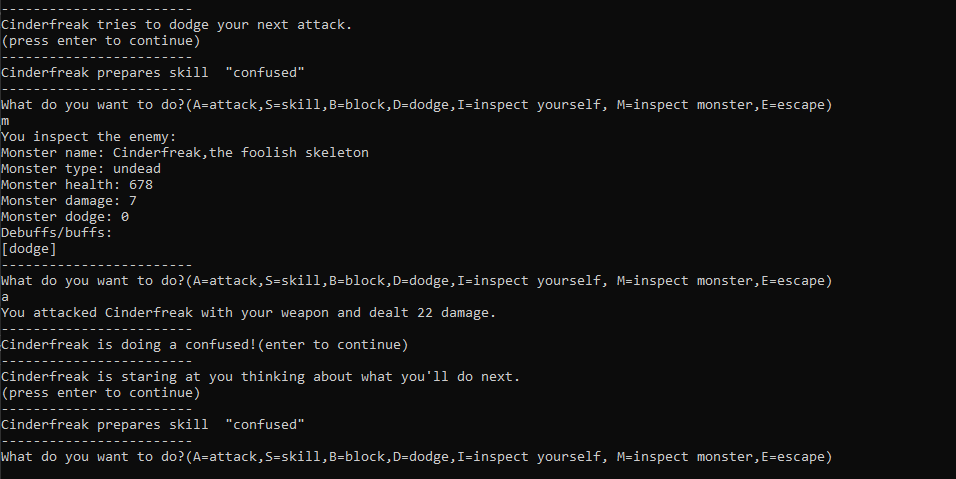 ------------------------
Cinderfreak tries to dodge your next attack.
(press enter to continue)
------------------------
Cinderfreak prepares skill  "confused"
------------------------
What do you want to do?(A=attack,S=skill,B=block,D=dodge,I=inspect yourself, M=inspect monster,E=escape)
m
You inspect the enemy:
Monster name: Cinderfreak,the foolish skeleton
Monster type: undead
Monster health: 678
Monster damage: 7
Monster dodge: 0
Debuffs/buffs:
[dodge]
------------------------
What do you want to do?(A=attack,S=skill,B=block,D=dodge,I=inspect yourself, M=inspect monster,E=escape)
a
You attacked Cinderfreak with your weapon and dealt 22 damage.
------------------------
Cinderfreak is doing a confused!(enter to continue)
------------------------
Cinderfreak is staring at you thinking about what you'll do next.
(press enter to continue)
------------------------
Cinderfreak prepares skill  "confused"
------------------------
What do you want to do?(A=attack,S=skill,B=block,D=dodge,I=inspect yourself, M=inspect monster,E=escape)